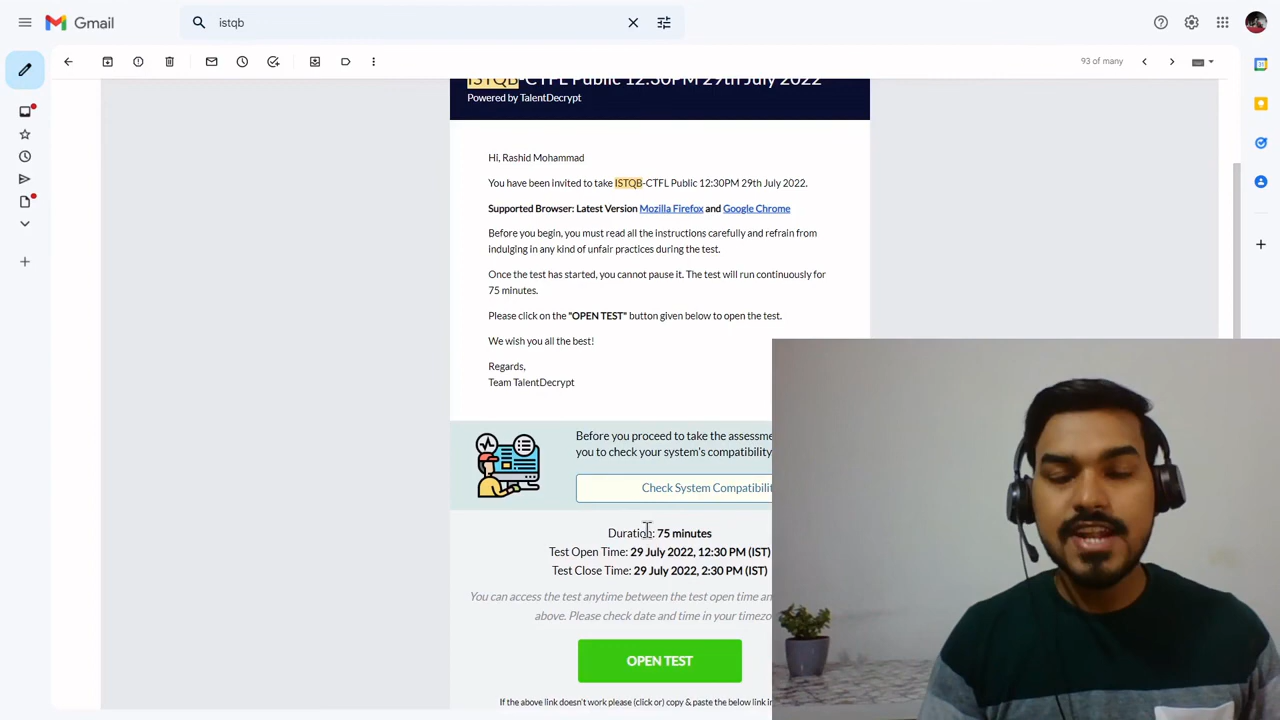 Gmail
istqb
93 of many
ISTQB-CTFL Public 12:30PM 29th July 2022
Powered by TalentDecrypt
Hi, Rashid Mohammad
You have been invited to take ISTQB-CTFL Public 12:30PM 29th July 2022.
Supported Browser: Latest Version Mozilla Firefox and Google Chrome
Before you begin, you must read all the instructions carefully and refrain from
indulging in any kind of unfair practices during the test.
Once the test has started, you cannot pause it. The test will run continuously for
75 minutes.
Please click on the "OPEN TEST" button given below to open the test.
We wish you all the best!
Regards,
Team TalentDecrypt
Before you proceed to take the assessme
you to check your system's compatibility
Check System Compatibilit
Duration: 75 minutes
Test Open Time: 29 July 2022, 12:30 PM (IST)
Test Close Time: 29 July 2022, 2:30 PM (IST)
You can access the test anytime between the test open time an
above. Please check date and time in your timezo
OPEN TEST
If the above link doesn't work please (click or) copy & paste the below link in